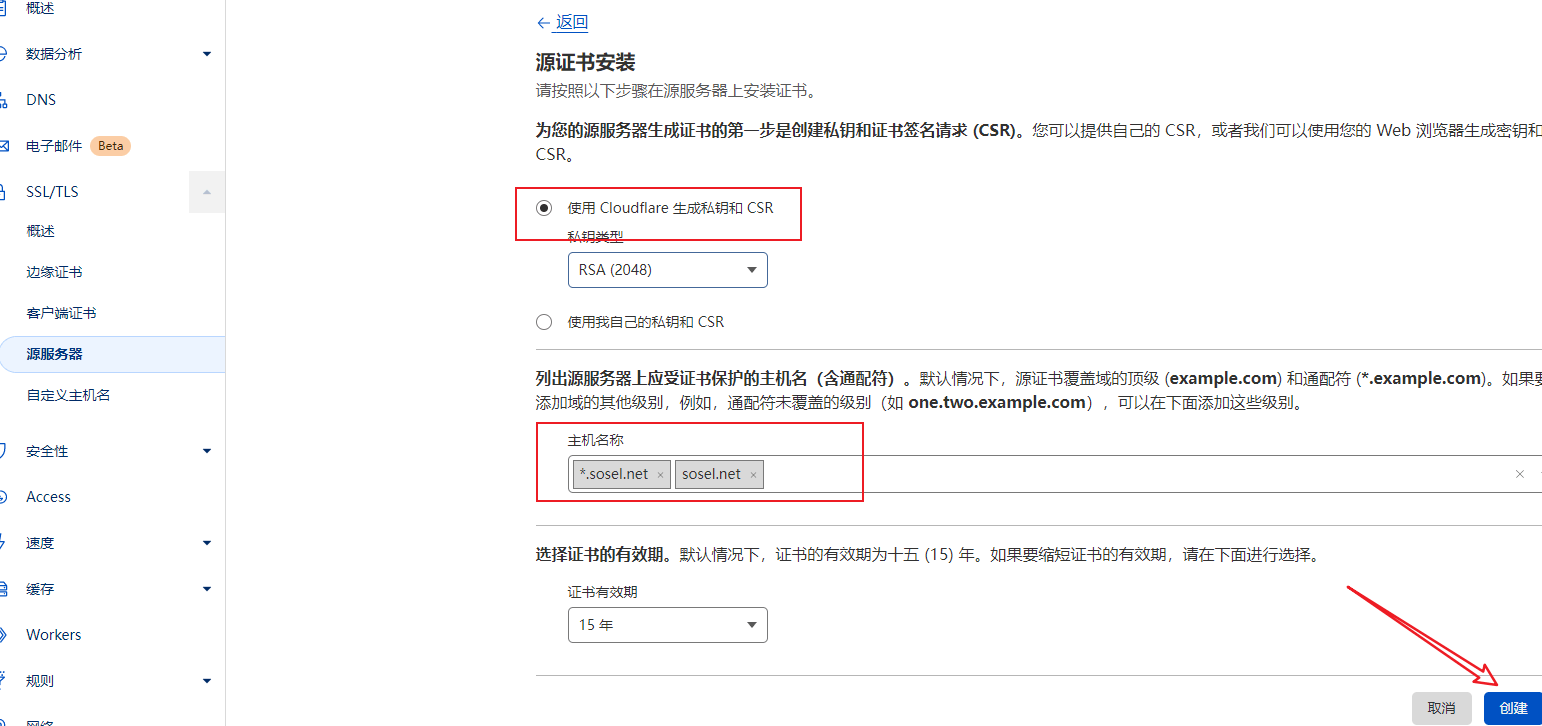 概述
数据分析
DNS
电子邮件 Beta
SSL/TLS
概述
边缘证书
客户端证书
源服务器
自定义主机名
安全性
Access
速度
缓存
Workers
规则
网络
返回
源证书安装
请按照以下步骤在源服务器上安装证书。
为您的源服务器生成证书的第一步是创建私钥和证书签名请求 (CSR)。您可以提供自己的 CSR，或者我们可以使用您的 Web 浏览器生成密钥和
CSR。
使用 Cloudflare 生成私钥和 CSR
私钥类型
RSA (2048)
使用我自己的私钥和 CSR
列出源服务器上应受证书保护的主机名（含通配符）。默认情况下，源证书覆盖域的顶级 (example.com) 和通配符 (*.example.com)。如果要
添加域的其他级别，例如，通配符未覆盖的级别（如 one.two.example.com），可以在下面添加这些级别。
主机名称
*.sosel.net × sosel.net ×
选择证书的有效期。默认情况下，证书的有效期为十五 (15) 年。如果要缩短证书的有效期，请在下面进行选择。
证书有效期
15 年
取消 创建